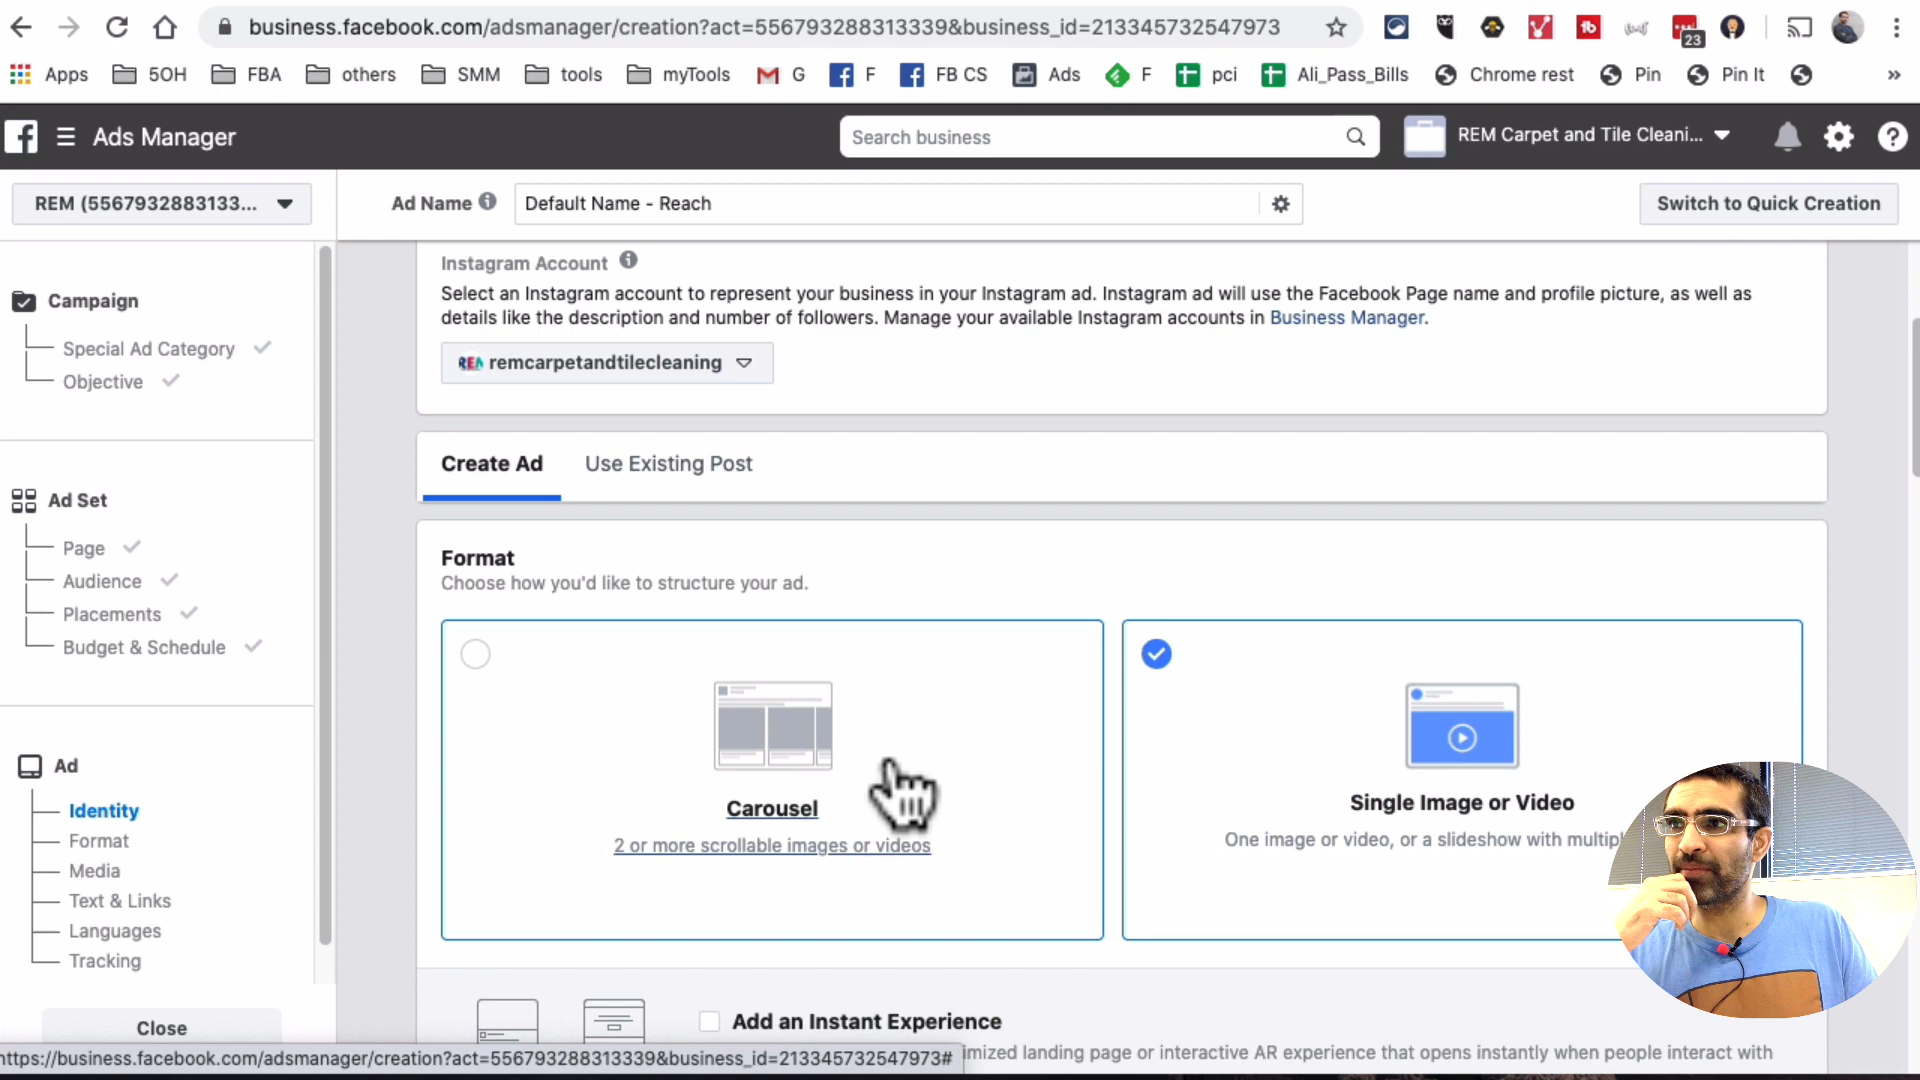 business.facebook.com/adsmanager/creation?act=556793288313339&business_id=213345732547973
23
Apps 5OH FBA others SMM tools myTools G F FB CS Ads F pci Ali_Pass_Bills Chrome rest Pin Pin It »
Ads Manager
Search business
REM Carpet and Tile Cleani...
REM (5567932883133...
Ad Name
Default Name - Reach
Switch to Quick Creation
Campaign
Special Ad Category
Objective
Ad Set
Page
Audience
Placements
Budget & Schedule
Ad
Identity
Format
Media
Text & Links
Languages
Tracking
Close
Instagram Account
Select an Instagram account to represent your business in your Instagram ad. Instagram ad will use the Facebook Page name and profile picture, as well as
details like the description and number of followers. Manage your available Instagram accounts in Business Manager.
REM remcarpetandtilecleaning
Create Ad Use Existing Post
Format
Choose how you'd like to structure your ad.
Carousel
2 or more scrollable images or videos
Single Image or Video
One image or video, or a slideshow with
Add an Instant Experience
landing page or interactive AR experience that opens instantly when people interact with
https://business.facebook.com/adsmanager/creation?act=556793288313339&business_id=213345732547973#